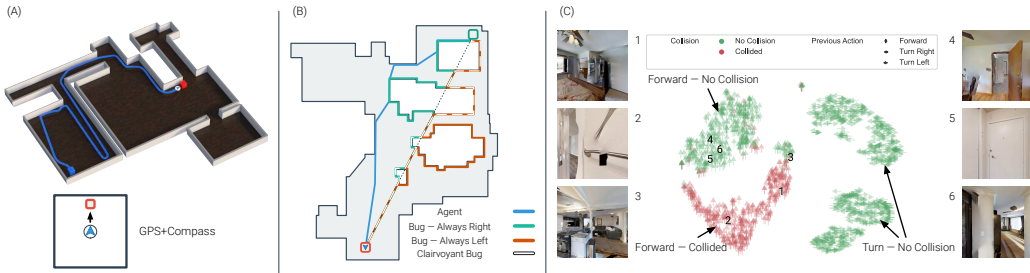 (A)
GPS+Compass
(B)
Agent
Bug – Always Right
Bug – Always Left
Clairvoyant Bug
(C)
1
2
3
Collision
No Collision
Collided
Previous Action
Forward
Turn Right
Turn Left
Forward – No Collision
4
6
5
3
1
2
Forward – Collided
Turn – No Collision
4
5
6